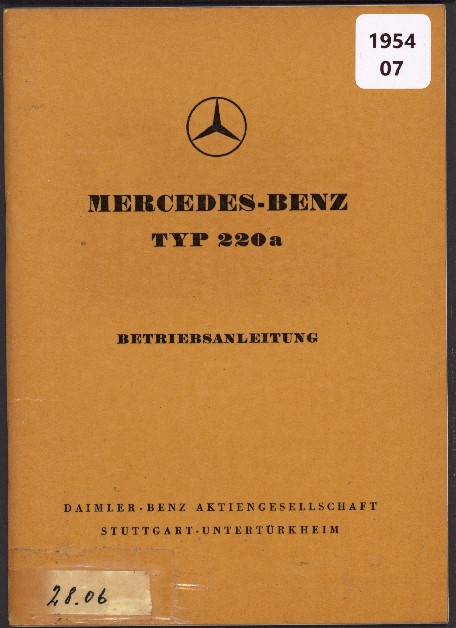 1954
07
MERCEDES-BENZ
TYP 220a
BETRIEBSANLEITUNG
DAIMLER-BENZ AKTIENGESELLSCHAFT
STUTTGART-UNTERTÜRKHEIM
28.06